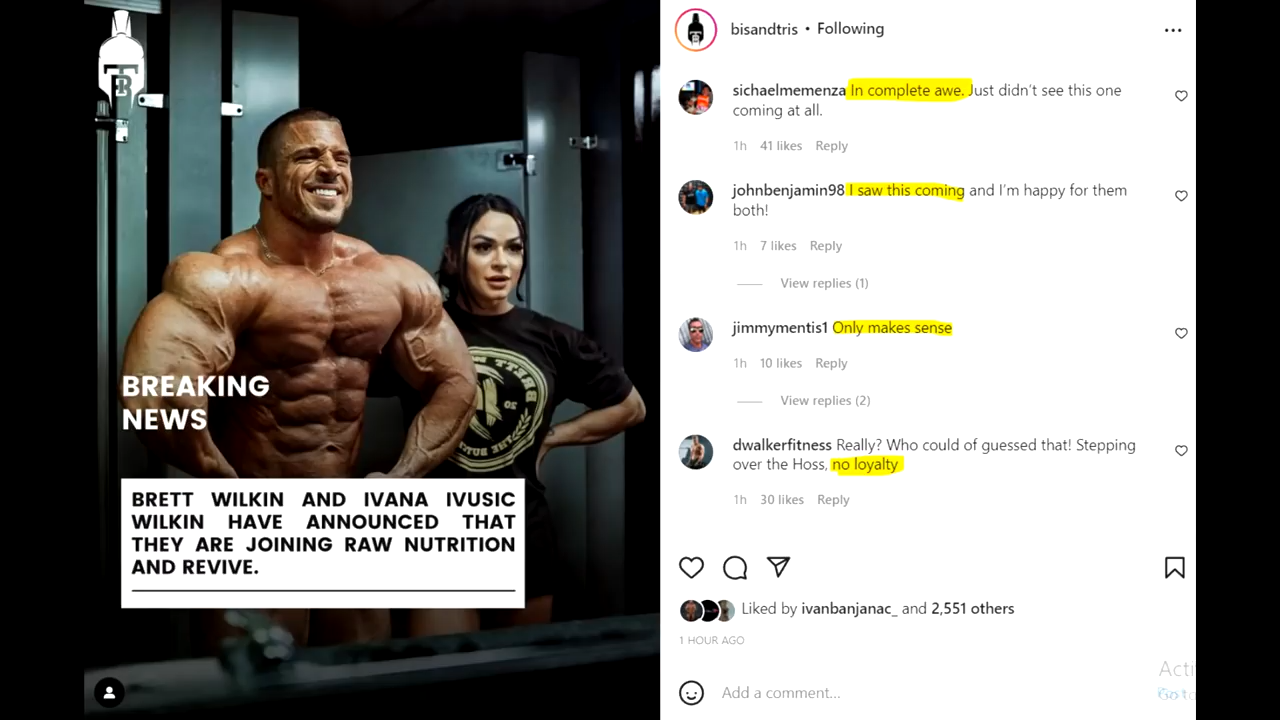 BREAKING
NEWS
BRETT WILKIN AND IVANA IVUSIC
WILKIN HAVE ANNOUNCED THAT
THEY ARE JOINING RAW NUTRITION
AND REVIVE.
bisandtris • Following
sichaelmemenza In complete awe. Just didn't see this one
coming at all.
1h 41 likes Reply
johnbenjamin98 I saw this coming and I'm happy for them
both!
1h 7 likes Reply
View replies (1)
jimmymentis1 Only makes sense
1h 10 likes Reply
View replies (2)
dwalkerfitness Really? Who could of guessed that! Stepping
over the Hoss, no loyalty
1h 30 likes Reply
Liked by ivanbanjanac_ and 2,551 others
1 HOUR AGO
Add a comment...